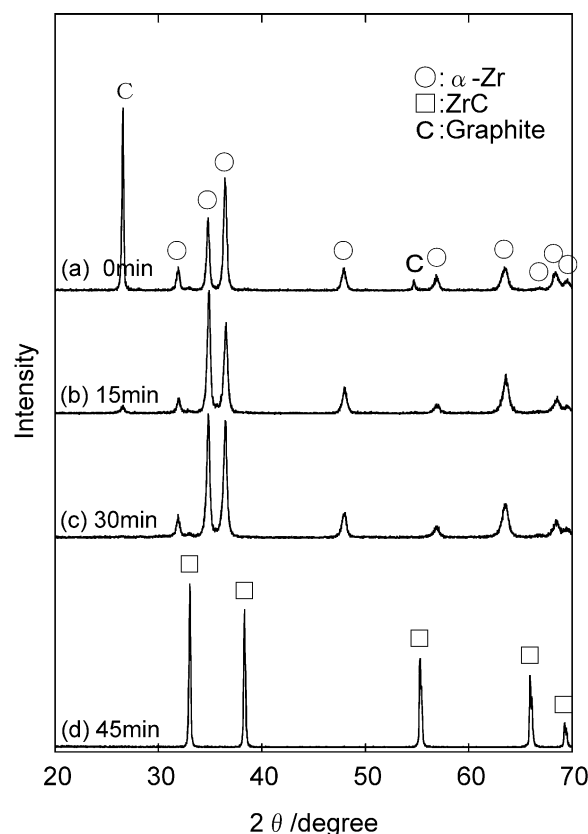 C
○: α-Zr
□:ZrC
C:Graphite
(a) 0min
C
(b) 15min
(c) 30min
(d) 45min
Intensity
20 30 40 50 60 70
2 θ /degree